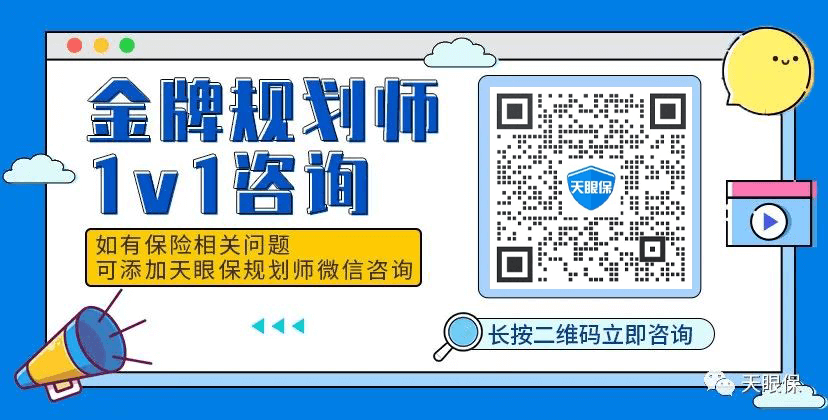 金牌规划师
1v1咨询
如有保险相关问题
可添加天眼保规划师微信咨询
天眼保
长按二维码立即咨询
天眼保